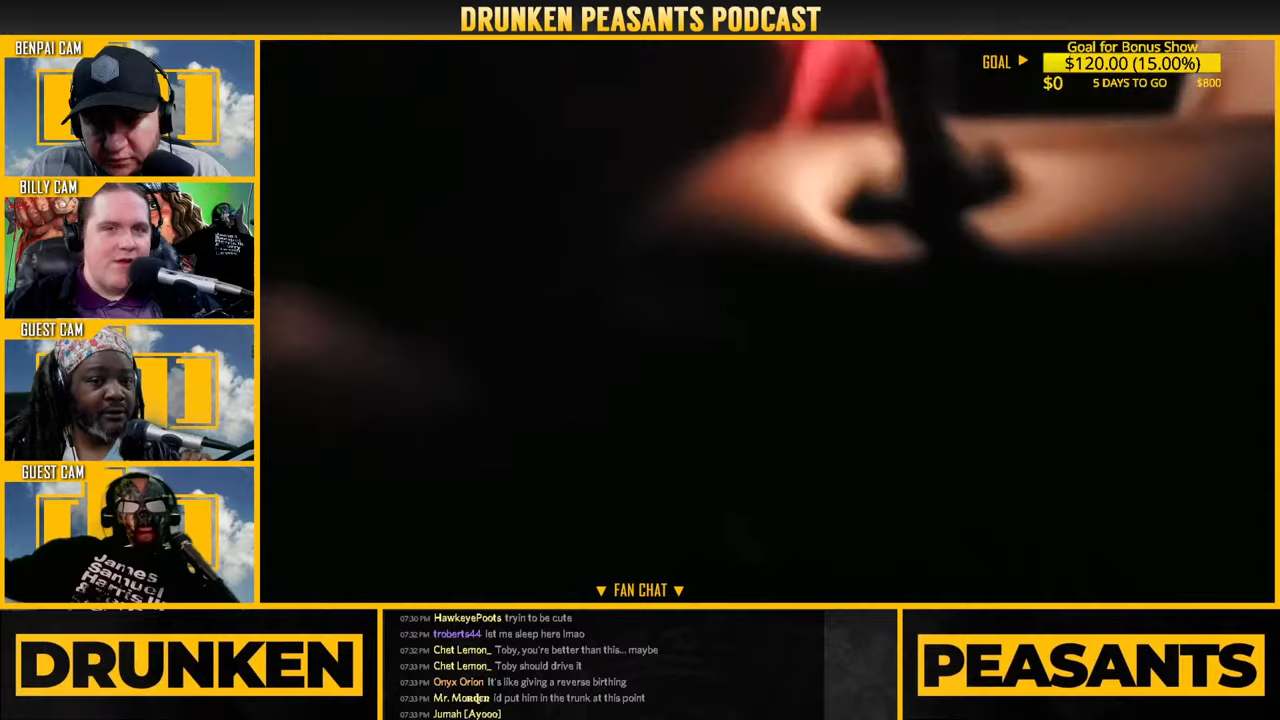 DRUNKEN PEASANTS PODCAST
BENPAI CAM
BILLY CAM
GUEST CAM
GUEST CAM
James
Samuel
Harris III
GOAL
Goal for Bonus Show
$120.00 (15.00%)
$0 5 DAYS TO GO $800
▼ FAN CHAT ▼
07:30 PM HawkeyePoots tryin to be cute
07:32 PM troberts44 let me sleep here lmao
07:32 PM Chet Lemon_ Toby, you're better than this... maybe
07:33 PM Chet Lemon_ Toby should drive it
07:33 PM Onyx Orion It's like giving a reverse birthing
07:33 PM Mr. id put him in the trunk at this point
07:33 PM Jumah [Ayooo]
DRUNKEN
PEASANTS